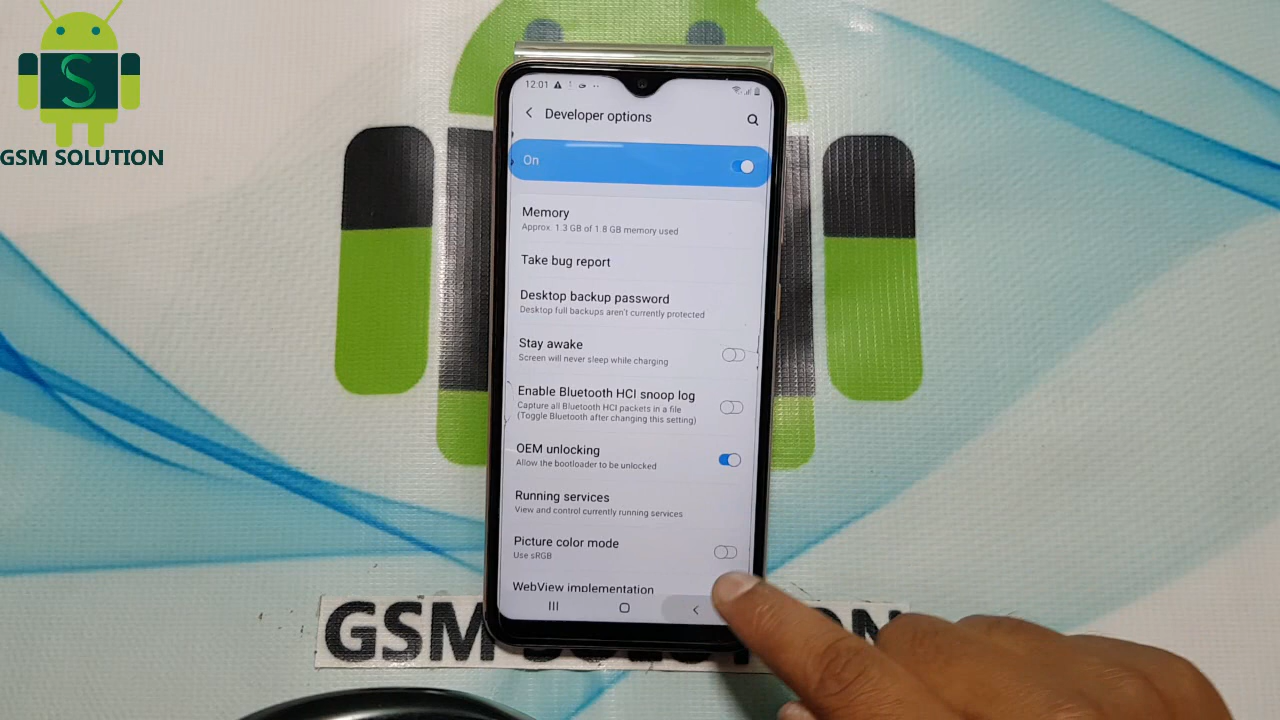 S
GSM SOLUTION
12:01
Developer options
On
Memory
Approx. 1.3 GB of 1.8 GB memory used
Take bug report
Desktop backup password
Desktop full backups aren't currently protected
Stay awake
Screen will never sleep while charging
Enable Bluetooth HCI snoop log
Capture all Bluetooth HCI packets in a file
(Toggle Bluetooth after changing this setting)
OEM unlocking
Allow the bootloader to be unlocked
Running services
View and control currently running services
Picture color mode
Use sRGB
WebView implementation
GSM